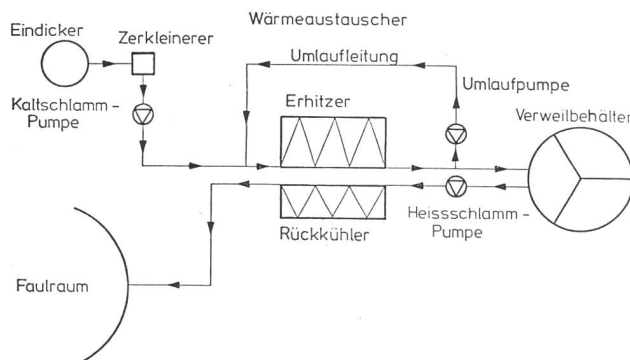 Eindicker
Zerkleinerer
Wärmeaustauscher
Umlaufleitung
Umlaufpumpe
Kaltschlamm-
Pumpe
Erhitzer
Verweilbehälter
Rückkühler
Heissschlamm-
Pumpe
Faulraum